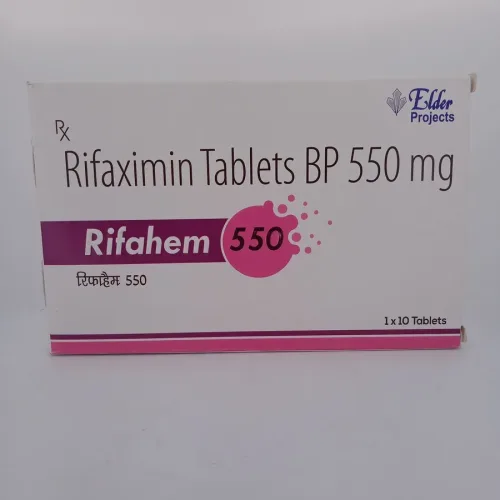 Elder
Projects
Rx
Rifaximin Tablets BP 550 mg
Rifahem 550
रिफाहैम 550
1 x 10 Tablets